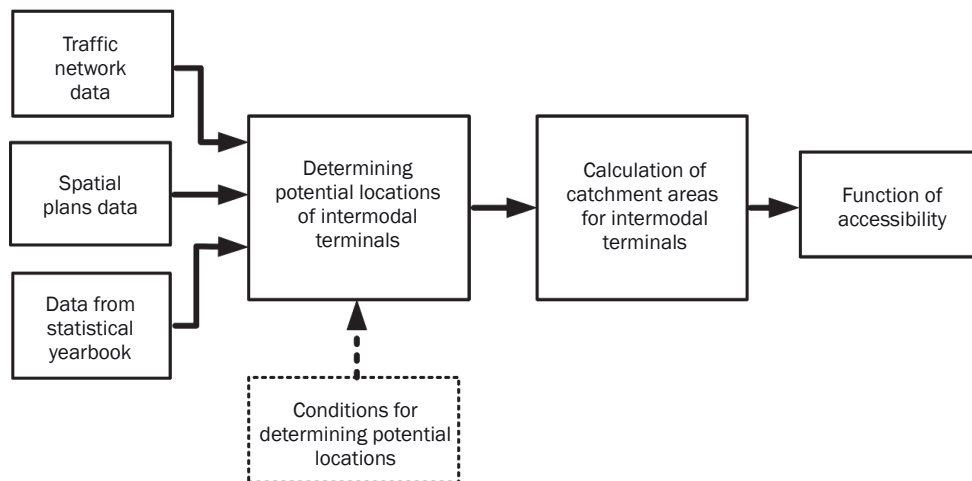 Traffic
network
data
Spatial
plans data
Data from
statistical
yearbook
Determining
potential locations
of intermodal
terminals
Conditions for
determining potential
locations
Calculation of
catchment areas
for intermodal
terminals
Function of
accessibility